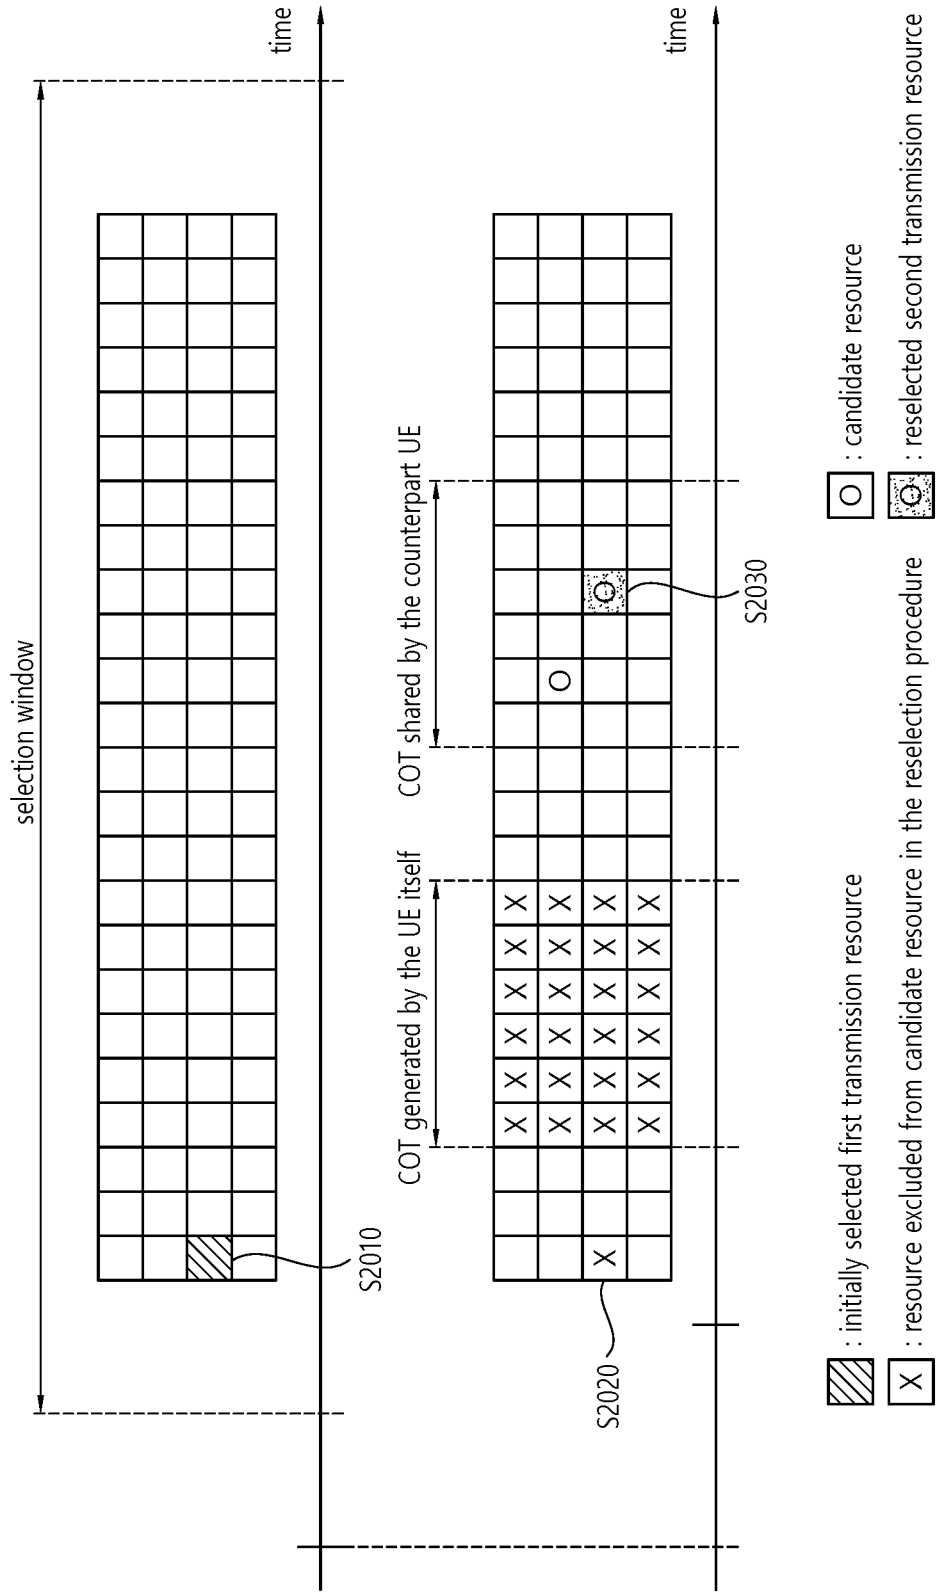 selection window
time
S2010
COT generated by the UE itself
COT shared by the counterpart UE
X X X X X X
X X X X X X O
X X X X X X X O
X X X X X X
time
S2020
S2030
: initially selected first transmission resource
O : candidate resource
X : resource excluded from candidate resource in the reselection procedure
O : reselected second transmission resource